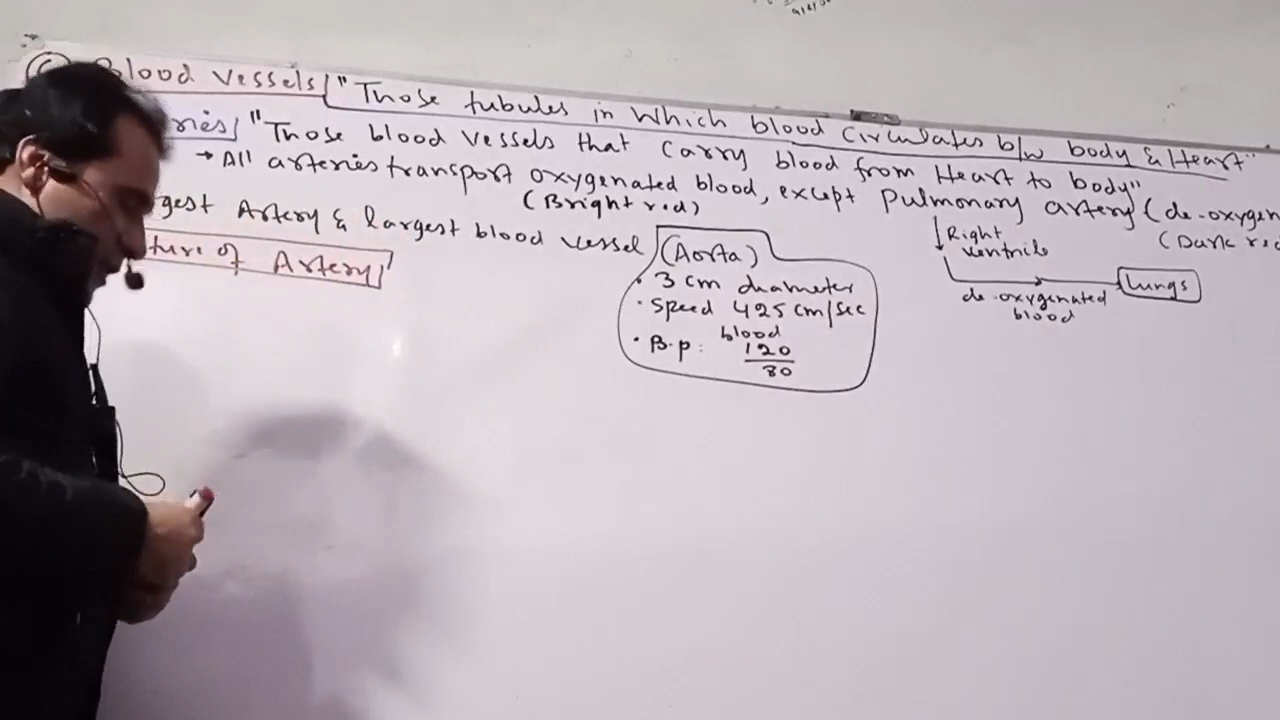 Blood Vessels "Those tubules in Which blood Circulates b/w body & Heart"
ries "Those blood Vessels that Carry blood from Heart to body"
→ All arteries transport oxygenated blood, except Pulmonary artery (de-oxygen
(Bright red)
(Dark re
gest Artery & largest blood Vessel (Aorta)
ture of Artery
• 3 cm diameter
• Speed 425 cm/sec
blood
• B.p: 120
80
Right
Ventricle
Lungs
de-oxygenated
blood